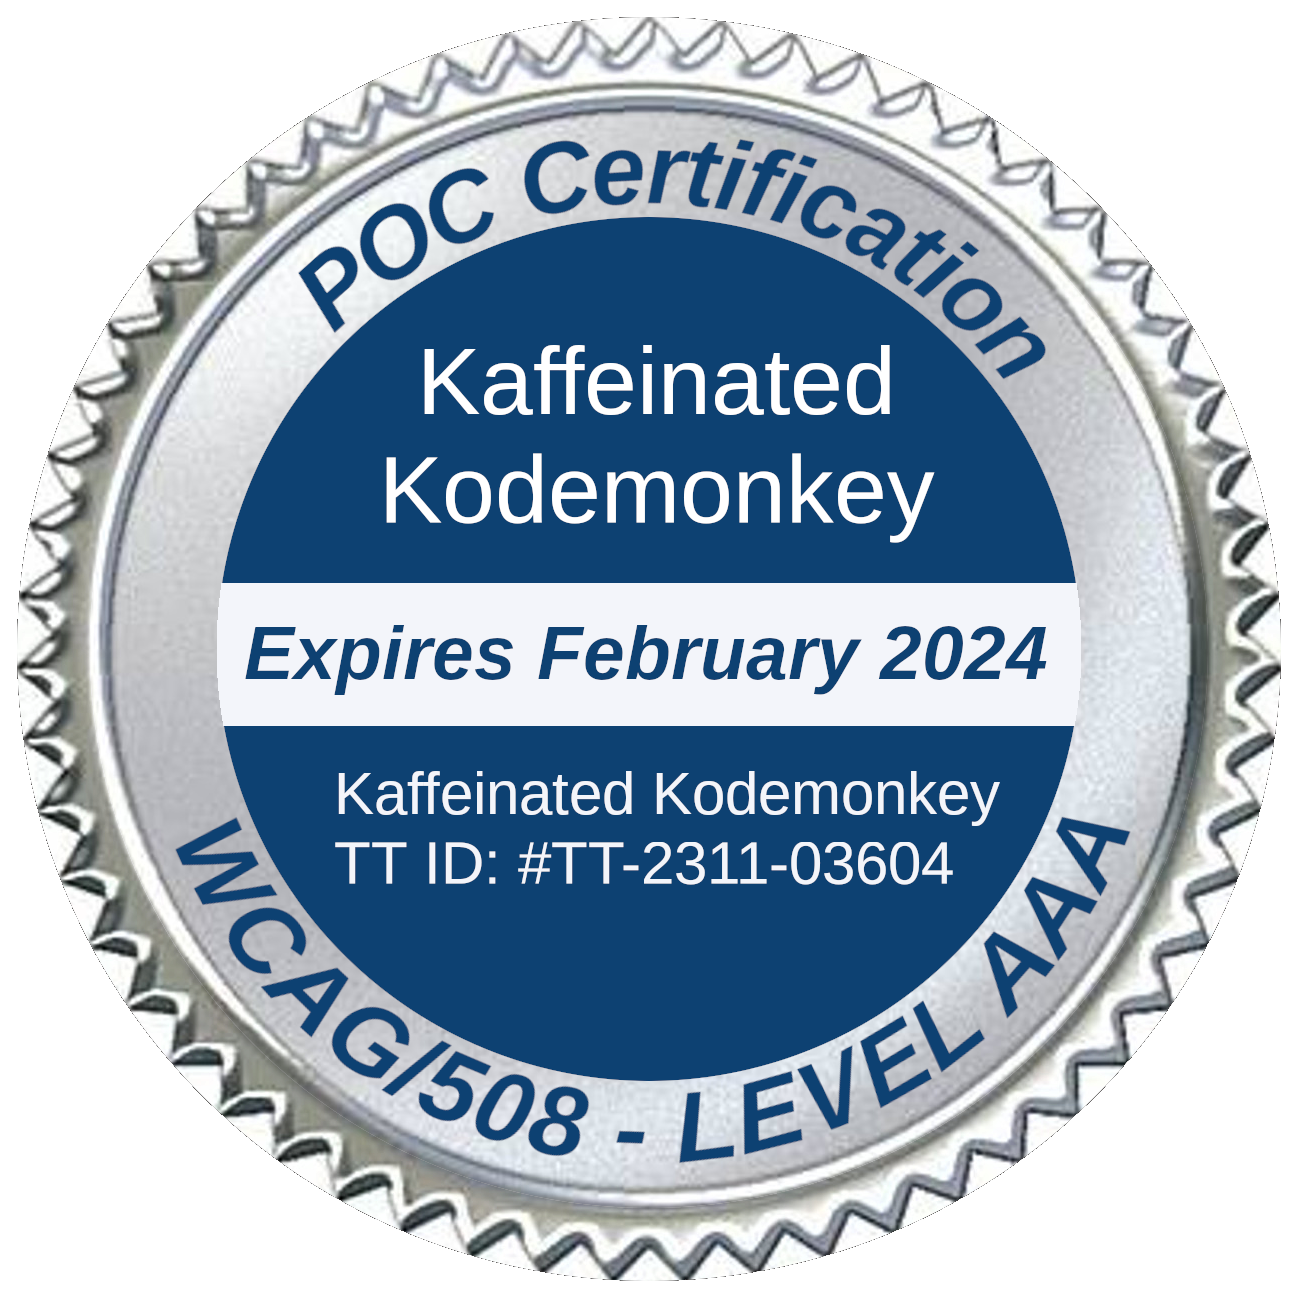 POC Certification
Kaffeinated
Kodemonkey
Expires February 2024
Kaffeinated Kodemonkey
TT ID: #TT-2311-03604
WCAG/508 - LEVEL AAA